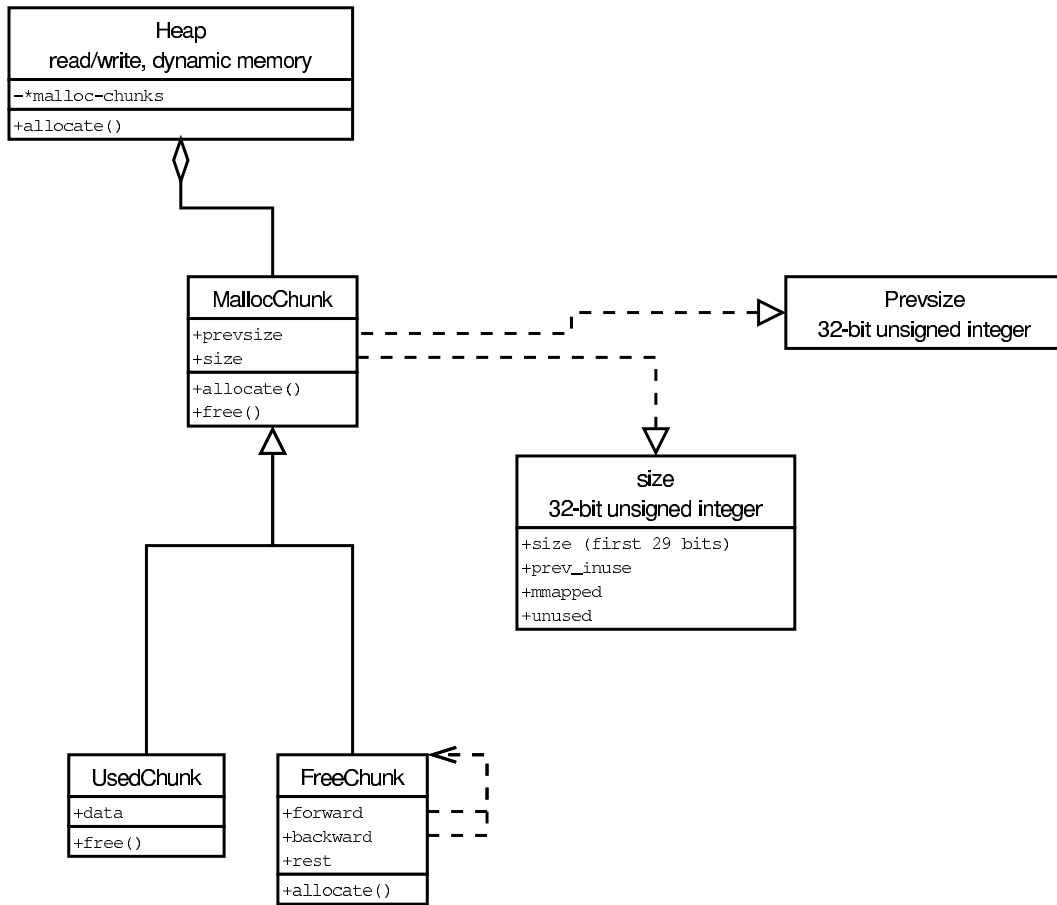 Heap
read/write, dynamic memory
-*malloc-chunks
+allocate()
MallocChunk
+prevsize
+size
+allocate()
+free()
Prevsize
32-bit unsigned integer
size
32-bit unsigned integer
+size (first 29 bits)
+prev_inuse
+mmapped
+unused
UsedChunk
+data
+free()
FreeChunk
+forward
+backward
+rest
+allocate()